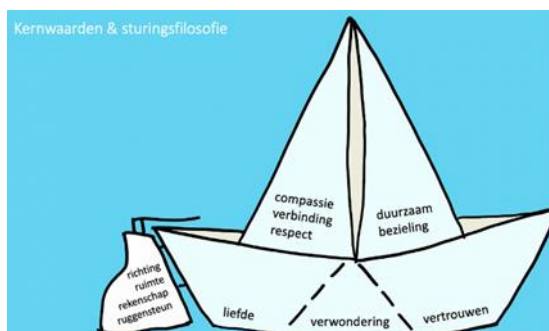 Kernwaarden & sturingsfilosofie
compassie
verbinding
respect
duurzaam
bezieling
richting
ruimte
rekenschap
ruggensteun
liefde
verwondering
vertrouwen